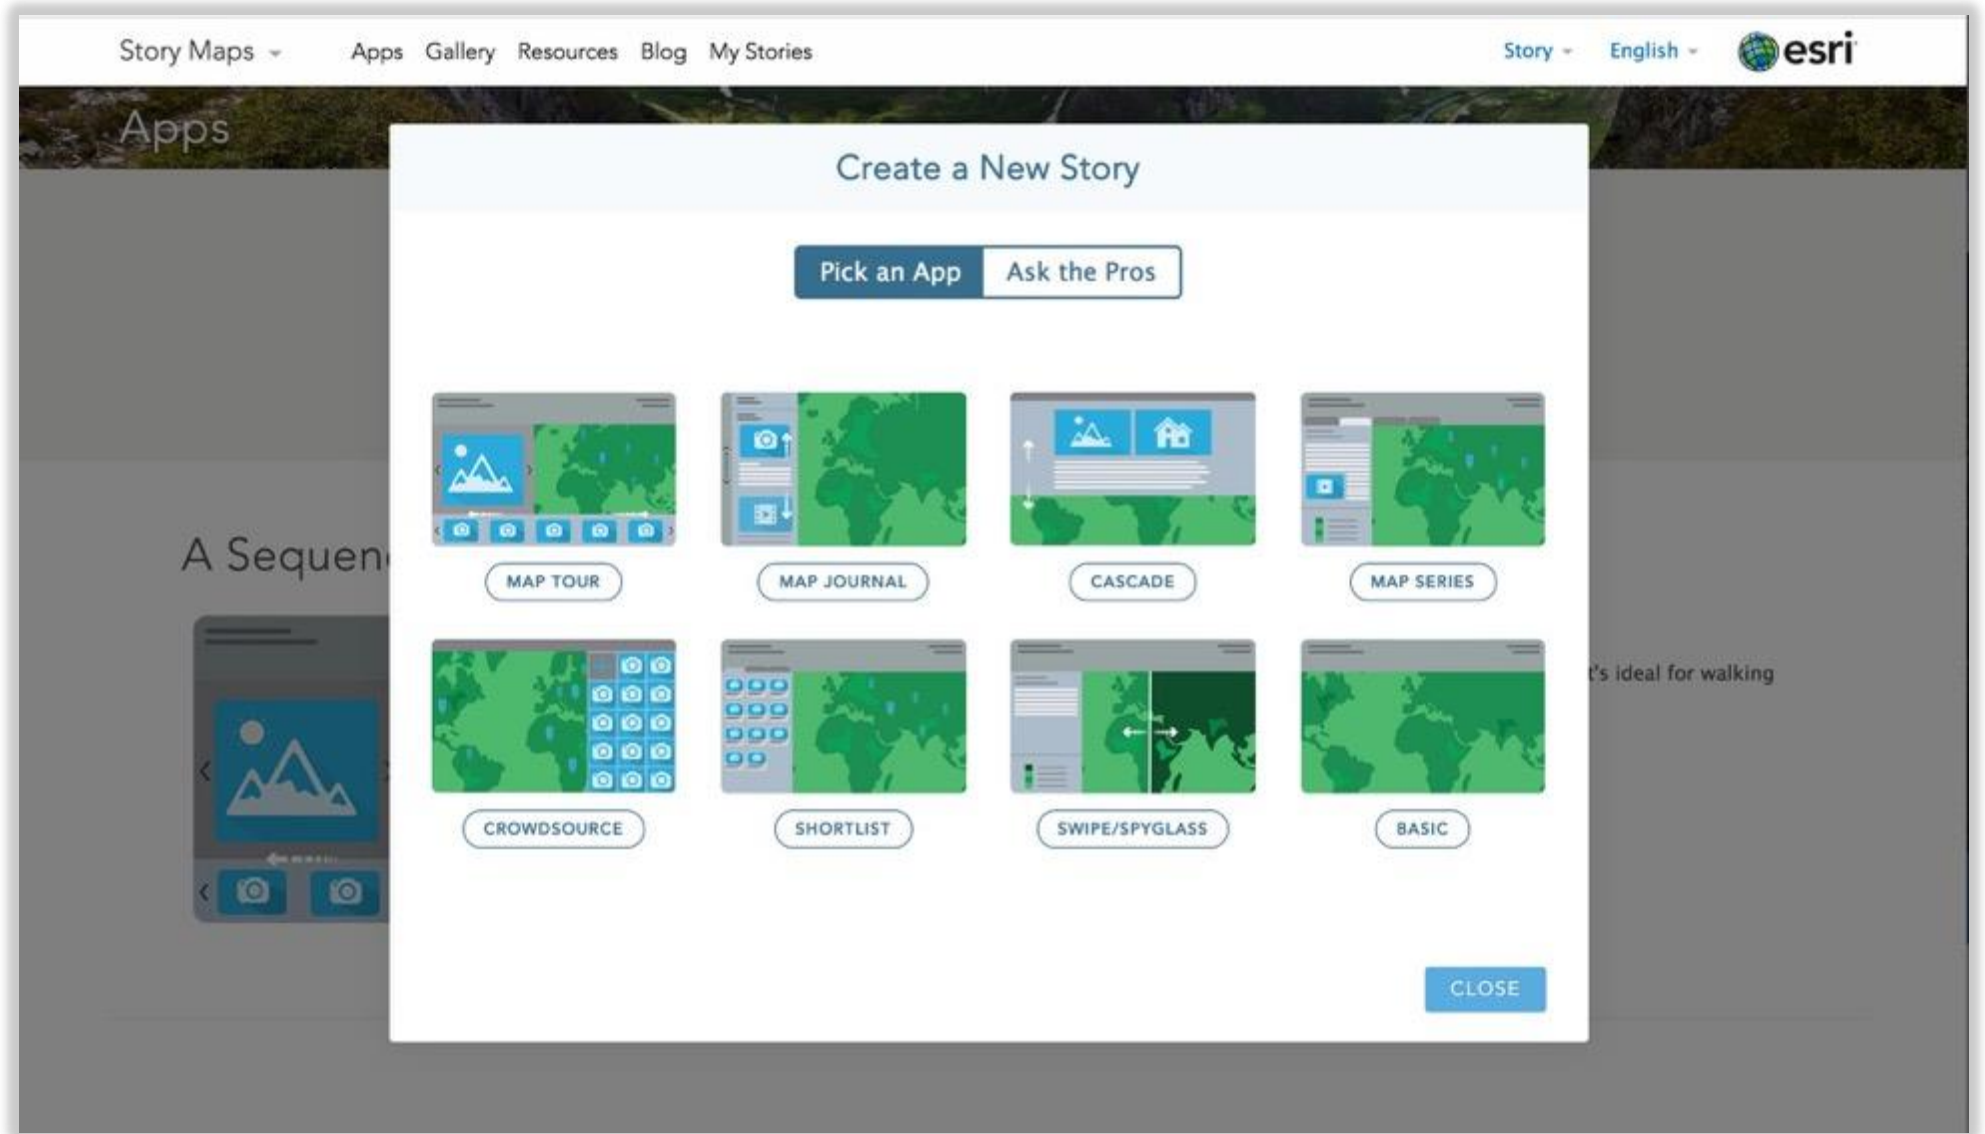 Story Maps Apps Gallery Resources Blog My Stories Story English esri
Apps
Create a New Story
Pick an App Ask the Pros
MAP TOUR MAP JOURNAL CASCADE MAP SERIES
CROWDSOURCE SHORTLIST SWIPE/SPYGLASS BASIC
CLOSE
A Sequen
t's ideal for walking